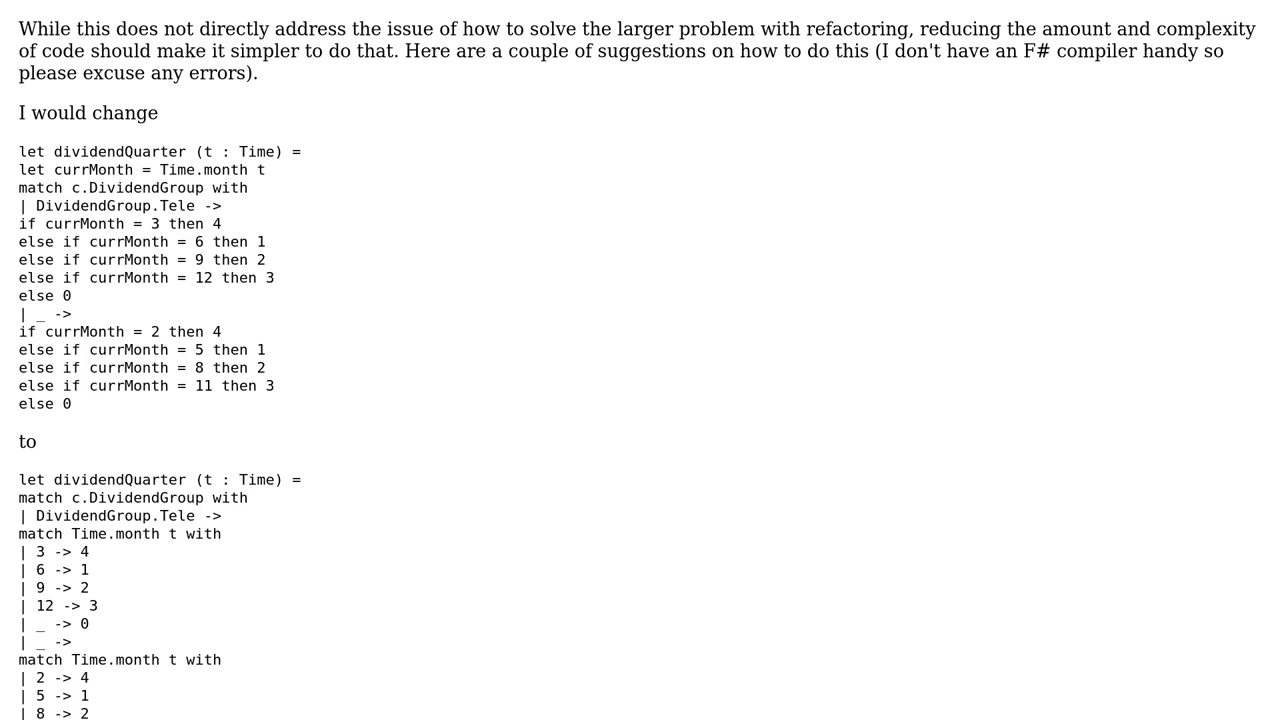 While this does not directly address the issue of how to solve the larger problem with refactoring, reducing the amount and complexity
of code should make it simpler to do that. Here are a couple of suggestions on how to do this (I don't have an F# compiler handy so
please excuse any errors).
I would change
let dividendQuarter (t : Time) =
let currMonth = Time.month t
match c.DividendGroup with
| DividendGroup.Tele ->
if currMonth = 3 then 4
else if currMonth = 6 then 1
else if currMonth = 9 then 2
else if currMonth = 12 then 3
else 0
| _ ->
if currMonth = 2 then 4
else if currMonth = 5 then 1
else if currMonth = 8 then 2
else if currMonth = 11 then 3
else 0
to
let dividendQuarter (t : Time) =
match c.DividendGroup with
| DividendGroup.Tele ->
match Time.month t with
| 3 -> 4
| 6 -> 1
| 9 -> 2
| 12 -> 3
| _ -> 0
| _ ->
match Time.month t with
| 2 -> 4
| 5 -> 1
| 8 -> 2